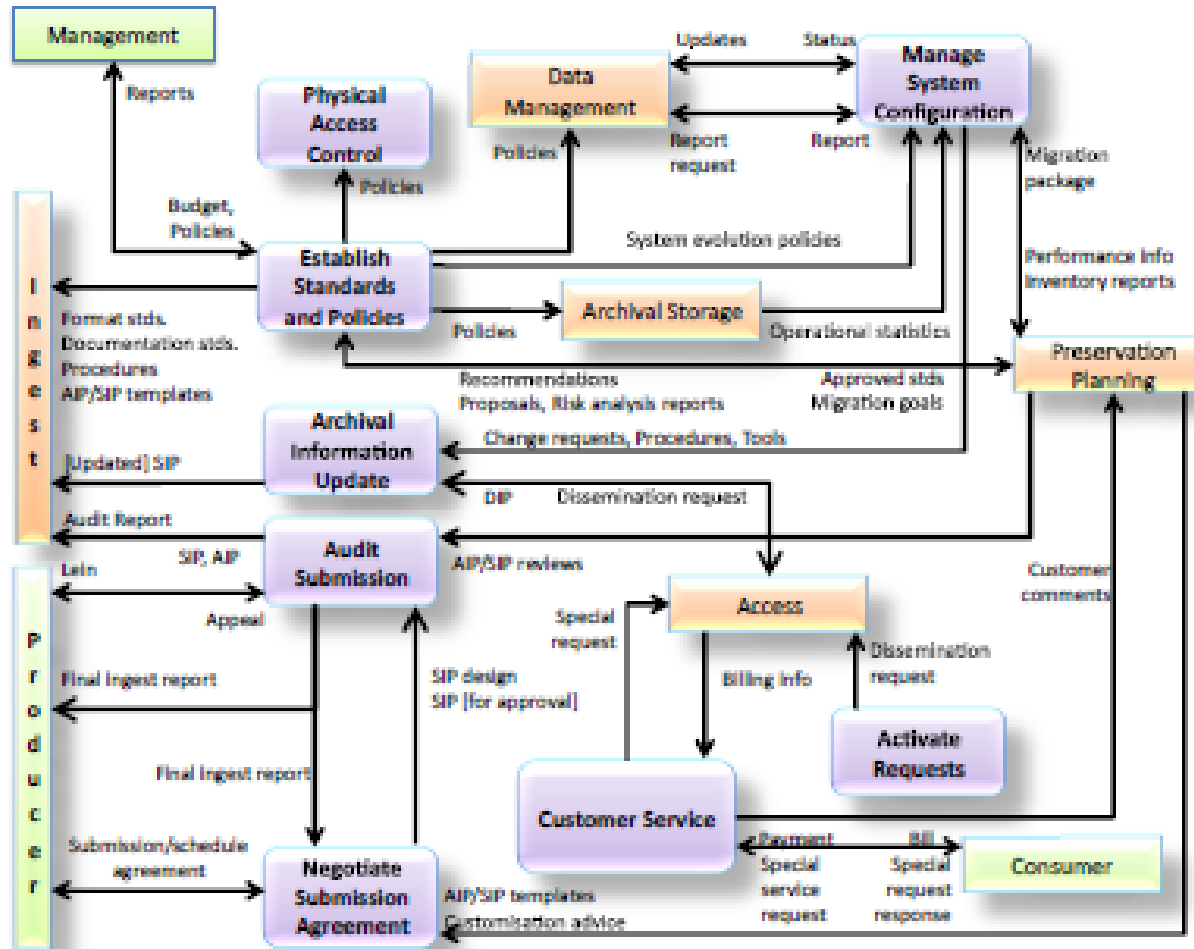 Management
Reports
Physical
Access
Control
Data
Management
Updates
Status
Manage
System
Configuration
Report
request
Report
Policies
Policies
Migration
package
Budget,
Policies
Establish
Standards
and Policies
System evolution policies
Performance info
Inventory reports
Ingest
Format stds.
Documentation stds.
Procedures
AIP/SIP templates
Policies
Archival Storage
Operational statistics
Preservation
Planning
Recommendations
Proposals, Risk analysis reports
Approved stds
Migration goals
Archival
Information
Update
Change requests, Procedures, Tools
[Updated] SIP
DIP
Dissemination request
Audit Report
SIP, AIP
Audit
Submission
AIP/SIP reviews
Lein
Appeal
Customer
comments
Access
Special
request
Producer
Final ingest report
SIP design
SIP [for approval]
Billing info
Dissemination
request
Activate
Requests
Final ingest report
Customer Service
Submission/schedule
agreement
Negotiate
Submission
Agreement
AIP/SIP templates
Customisation advice
Payment
Special
service
request
Bill
Special
request
response
Consumer